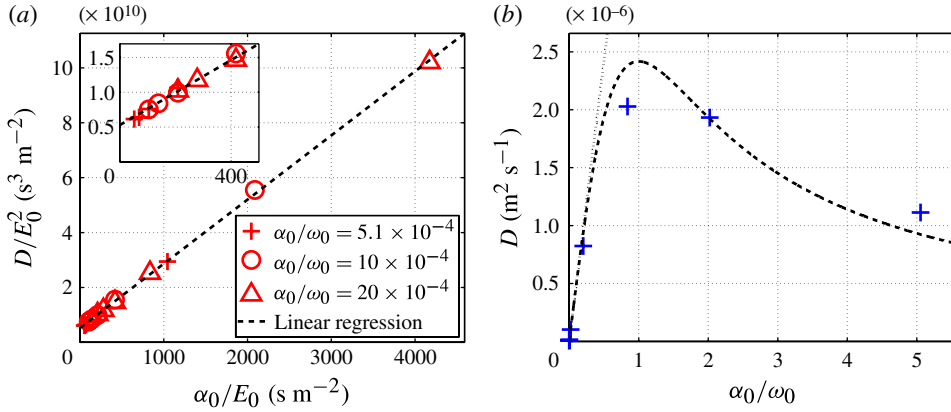 (a)
(× 10¹⁰)
10
8
6
4
2
0
D/E₀² (s³ m⁻²)
1.5
1.0
0.5
0
400
α₀/ω₀ = 5.1 × 10⁻⁴
α₀/ω₀ = 10 × 10⁻⁴
α₀/ω₀ = 20 × 10⁻⁴
Linear regression
0 1000 2000 3000 4000
α₀/E₀ (s m⁻²)
(b)
(× 10⁻⁶)
2.5
2.0
1.5
1.0
0.5
0
D (m² s⁻¹)
0 1 2 3 4 5
α₀/ω₀